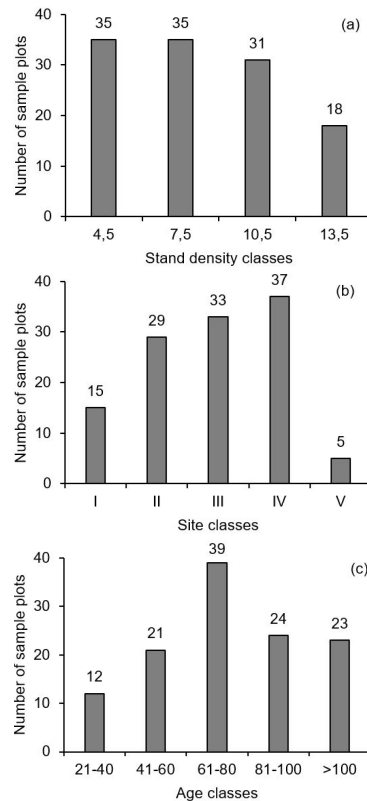 (a)
Number of sample plots
40
30
20
10
0
35 35 31 18
4,5 7,5 10,5 13,5
Stand density classes
(b)
Number of sample plots
40
30
20
10
0
15 29 33 37 5
I II III IV V
Site classes
(c)
Number of sample plots
40
30
20
10
0
12 21 39 24 23
21-40 41-60 61-80 81-100 >100
Age classes